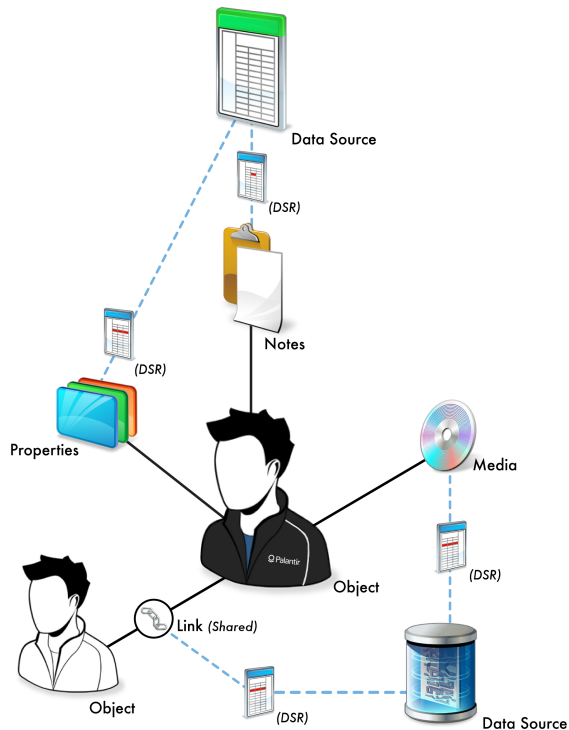 Data Source
(DSR)
Notes
(DSR)
Properties
Media
Palantir
(DSR)
Object
Link (Shared)
Object
(DSR)
Data Source